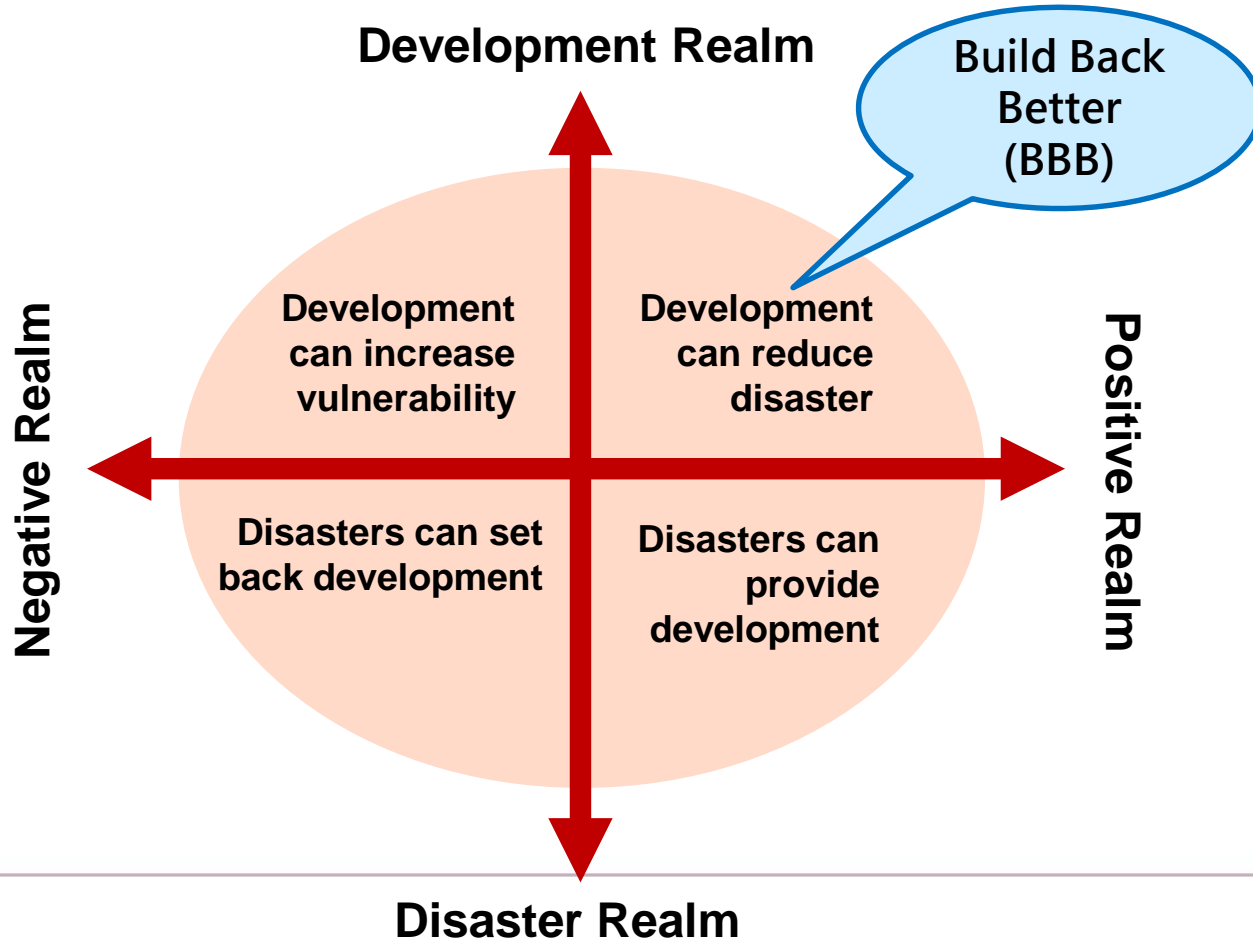 Development Realm
Build Back
Better
(BBB)
Negative Realm
Development
can increase
vulnerability
Development
can reduce
disaster
Positive Realm
Disasters can set
back development
Disasters can
provide
development
Disaster Realm